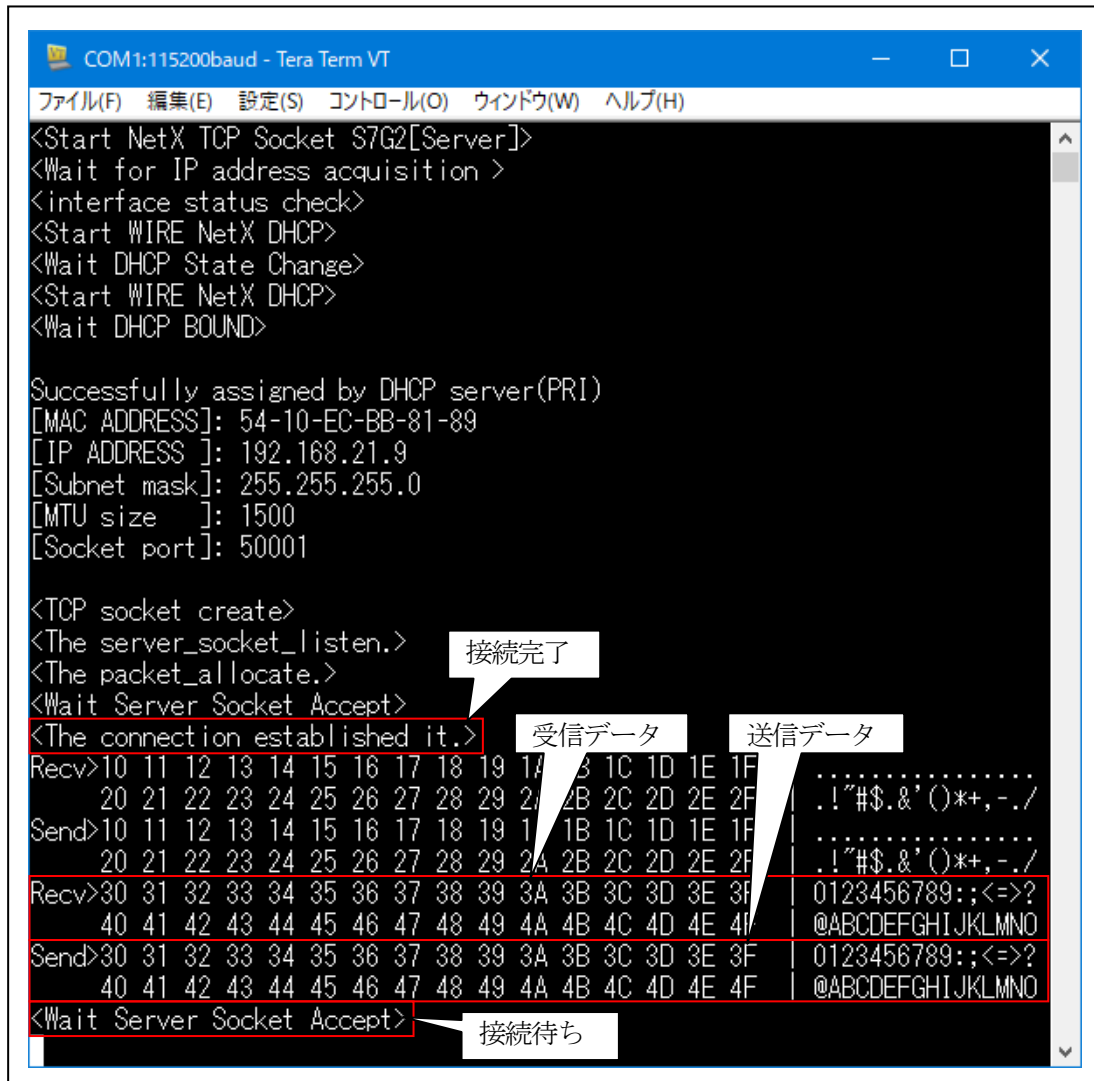 COM1:115200baud - Tera Term VT
ファイル(F) 編集(E) 設定(S) コントロール(O) ウィンドウ(W) ヘルプ(H)
<Start NetX TCP Socket S7G2[Server]>
<Wait for IP address acquisition >
<interface status check>
<Start WIRE NetX DHCP>
<Wait DHCP State Change>
<Start WIRE NetX DHCP>
<Wait DHCP BOUND>
Successfully assigned by DHCP server(PRI)
[MAC ADDRESS]: 54-10-EC-BB-81-89
[IP ADDRESS ]: 192.168.21.9
[Subnet mask]: 255.255.255.0
[MTU size   ]: 1500
[Socket port]: 50001
<TCP socket create>
<The server_socket_listen.>
接続完了
<The packet_allocate.>
<Wait Server Socket Accept>
<The connection established it.>
受信データ
送信データ
Recv>10 11 12 13 14 15 16 17 18 19 1A 1B 1C 1D 1E 1F | ................
20 21 22 23 24 25 26 27 28 29 2A 2B 2C 2D 2E 2F | .!"#$.&'()*+,-./
Send>10 11 12 13 14 15 16 17 18 19 1A 1B 1C 1D 1E 1F | ................
20 21 22 23 24 25 26 27 28 29 2A 2B 2C 2D 2E 2F | .!"#$.&'()*+,-./
Recv>30 31 32 33 34 35 36 37 38 39 3A 3B 3C 3D 3E 3F | 0123456789:;<=>?
40 41 42 43 44 45 46 47 48 49 4A 4B 4C 4D 4E 4F | @ABCDEFGHIJKLMNO
Send>30 31 32 33 34 35 36 37 38 39 3A 3B 3C 3D 3E 3F | 0123456789:;<=>?
40 41 42 43 44 45 46 47 48 49 4A 4B 4C 4D 4E 4F | @ABCDEFGHIJKLMNO
<Wait Server Socket Accept>
接続待ち